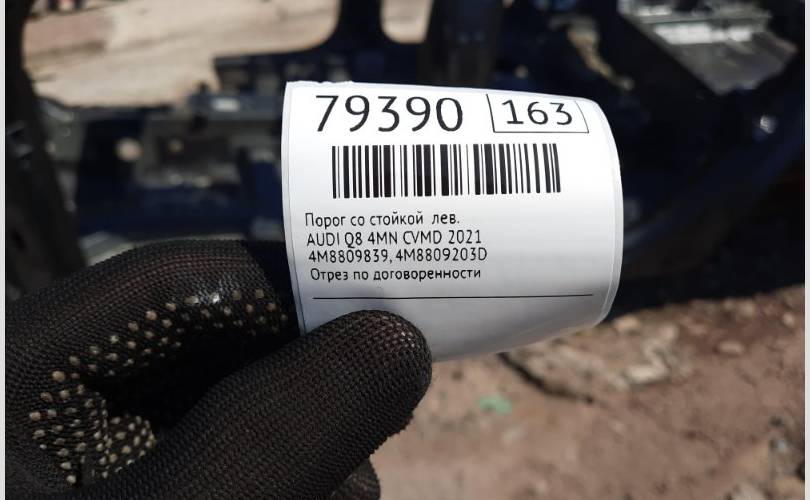 79390 163
Порог со стойкой лев.
AUDI Q8 4MN CVMD 2021
4M8809839, 4M8809203D
Отрез по договоренности